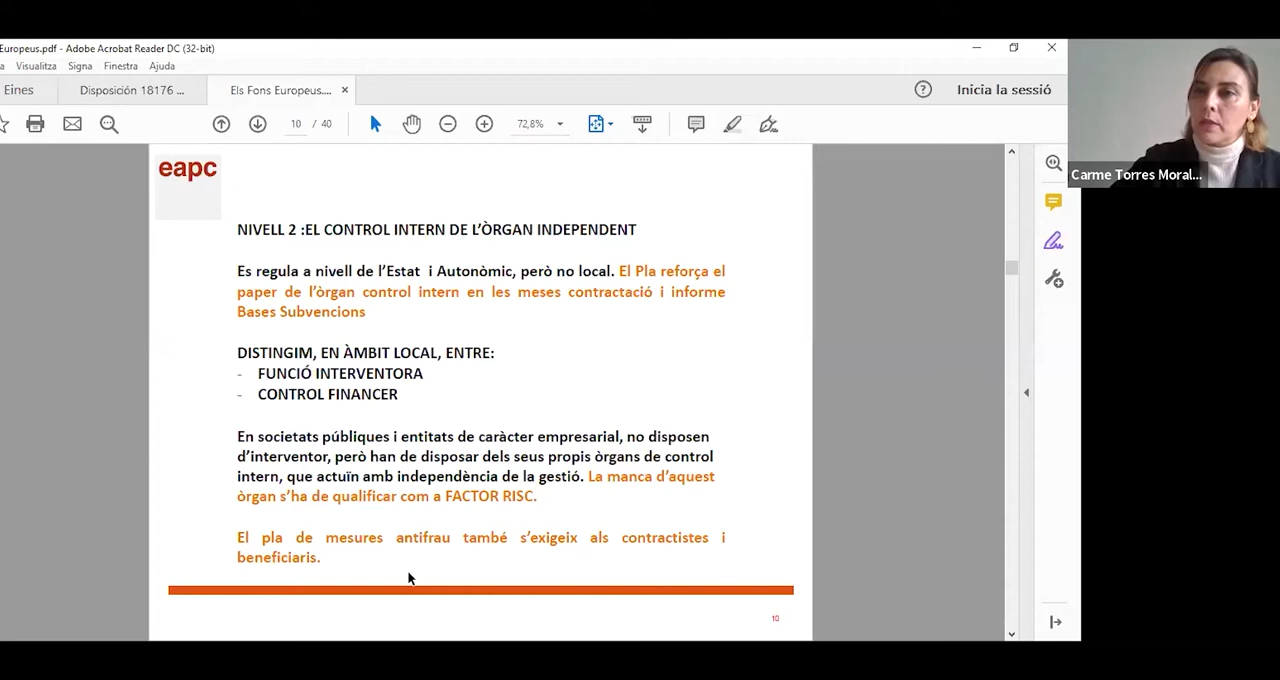 Europeus.pdf - Adobe Acrobat Reader DC (32-bit)
a Visualitza Signa Finestra Ajuda
Eines Disposición 18176 ... Els Fons Europeus.... × Inicia la sessió
10 / 40 72,8%
Carme Torres Moral...
eapc
NIVELL 2 :EL CONTROL INTERN DE L’ÒRGAN INDEPENDENT
Es regula a nivell de l’Estat i Autonòmic, però no local. El Pla reforça el
paper de l’òrgan control intern en les meses contractació i informe
Bases Subvencions
DISTINGIM, EN ÀMBIT LOCAL, ENTRE:
- FUNCIÓ INTERVENTORA
- CONTROL FINANCER
En societats públiques i entitats de caràcter empresarial, no disposen
d’interventor, però han de disposar dels seus propis òrgans de control
intern, que actuïn amb independència de la gestió. La manca d’aquest
òrgan s’ha de qualificar com a FACTOR RISC.
El pla de mesures antifrau també s’exigeix als contractistes i
beneficiaris.
10